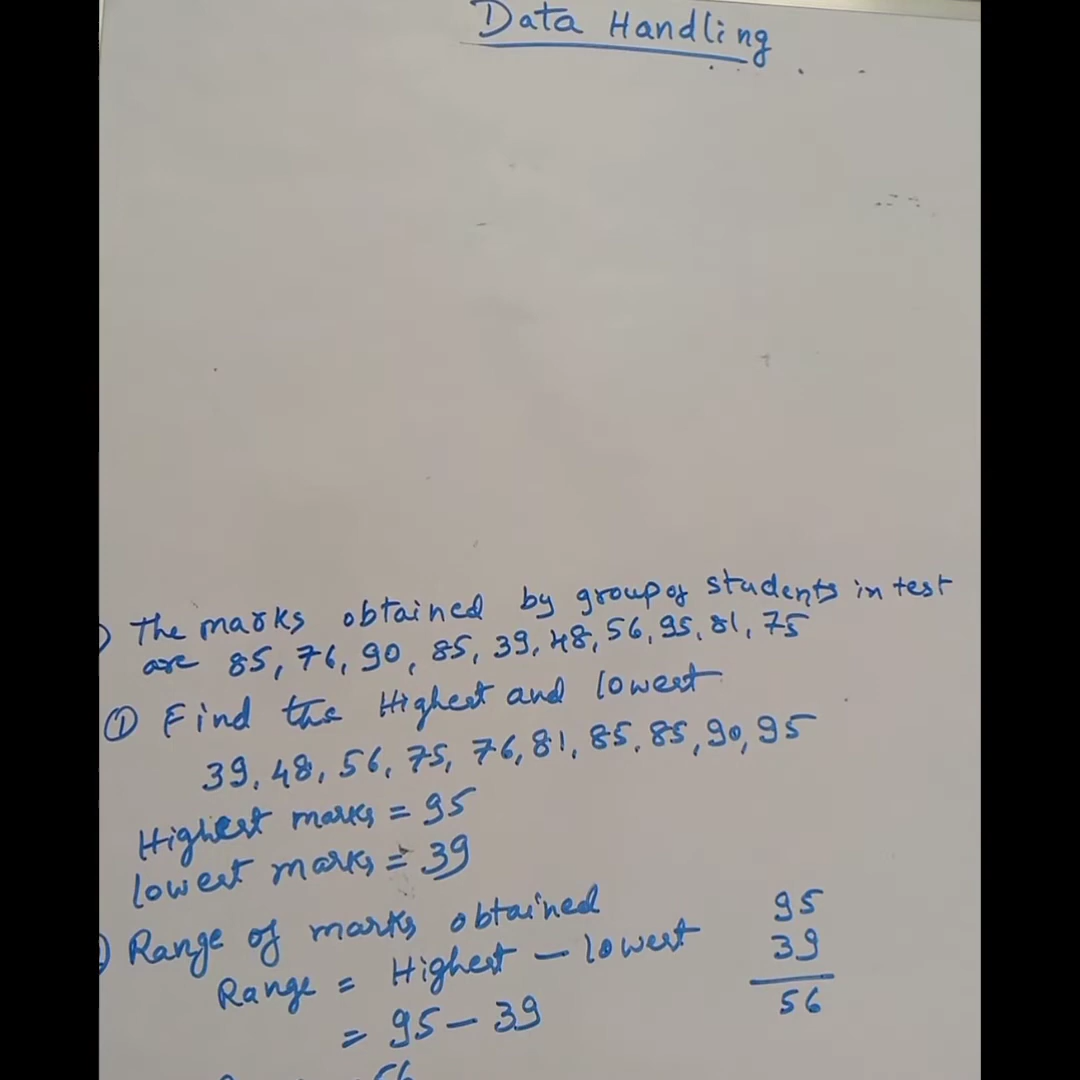 Data Handling
) The marks obtained by group of students in test
are 85, 76, 90, 85, 39, 48, 56, 95, 81, 75
① Find the Highest and lowest
39, 48, 56, 75, 76, 81, 85, 85, 90, 95
Highest marks = 95
lowest marks = 39
) Range of marks obtained
Range = Highest - lowest
= 95 - 39
95
39
56